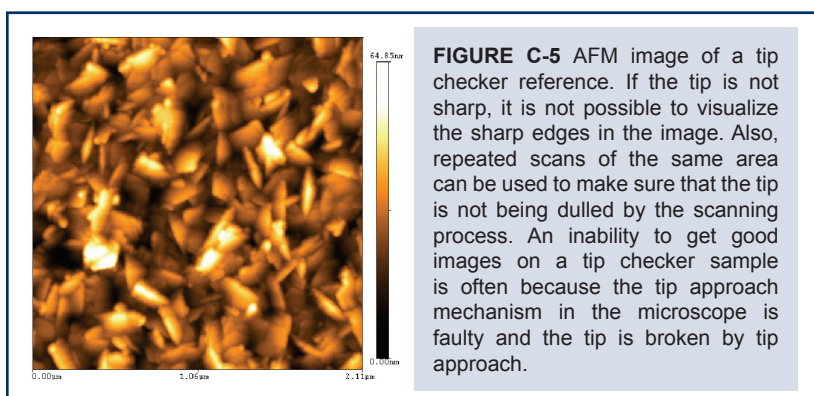 64.85nm
0.00nm
0.00µm 1.06µm 2.11µm
FIGURE C-5 AFM image of a tip
checker reference. If the tip is not
sharp, it is not possible to visualize
the sharp edges in the image. Also,
repeated scans of the same area
can be used to make sure that the tip
is not being dulled by the scanning
process. An inability to get good
images on a tip checker sample
is often because the tip approach
mechanism in the microscope is
faulty and the tip is broken by tip
approach.